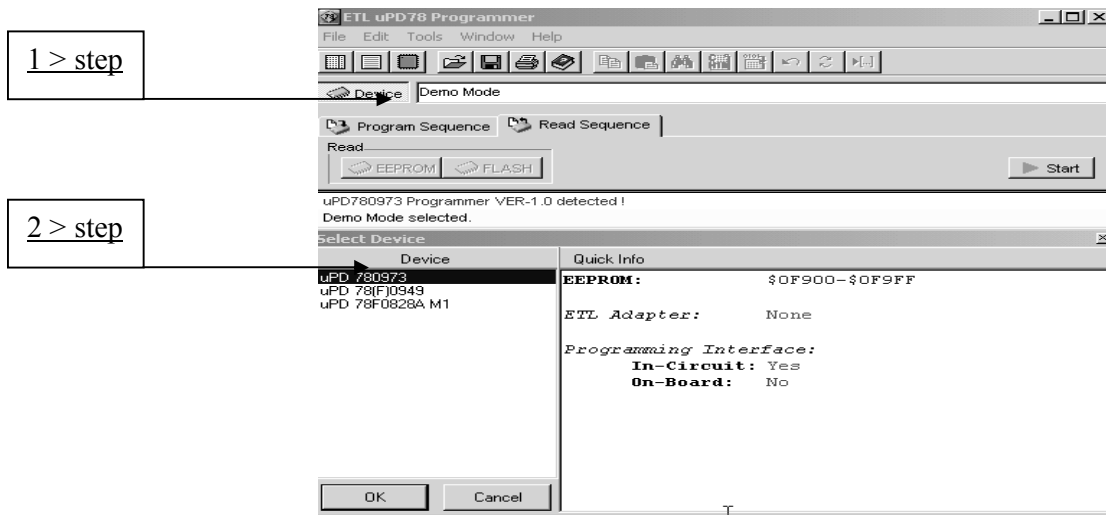 ETL uPD78 Programmer
File Edit Tools Window Help
1 > step
Device Demo Mode
Program Sequence Read Sequence
Read
EEPROM FLASH Start
uPD780973 Programmer VER-1.0 detected !
Demo Mode selected.
2 > step
Select Device
Device Quick Info
uPD 780973
uPD 78(F)0949
uPD 78F0828A M1
EEPROM: $0F900-$0F9FF
ETL Adapter: None
Programming Interface:
In-Circuit: Yes
On-Board: No
OK Cancel